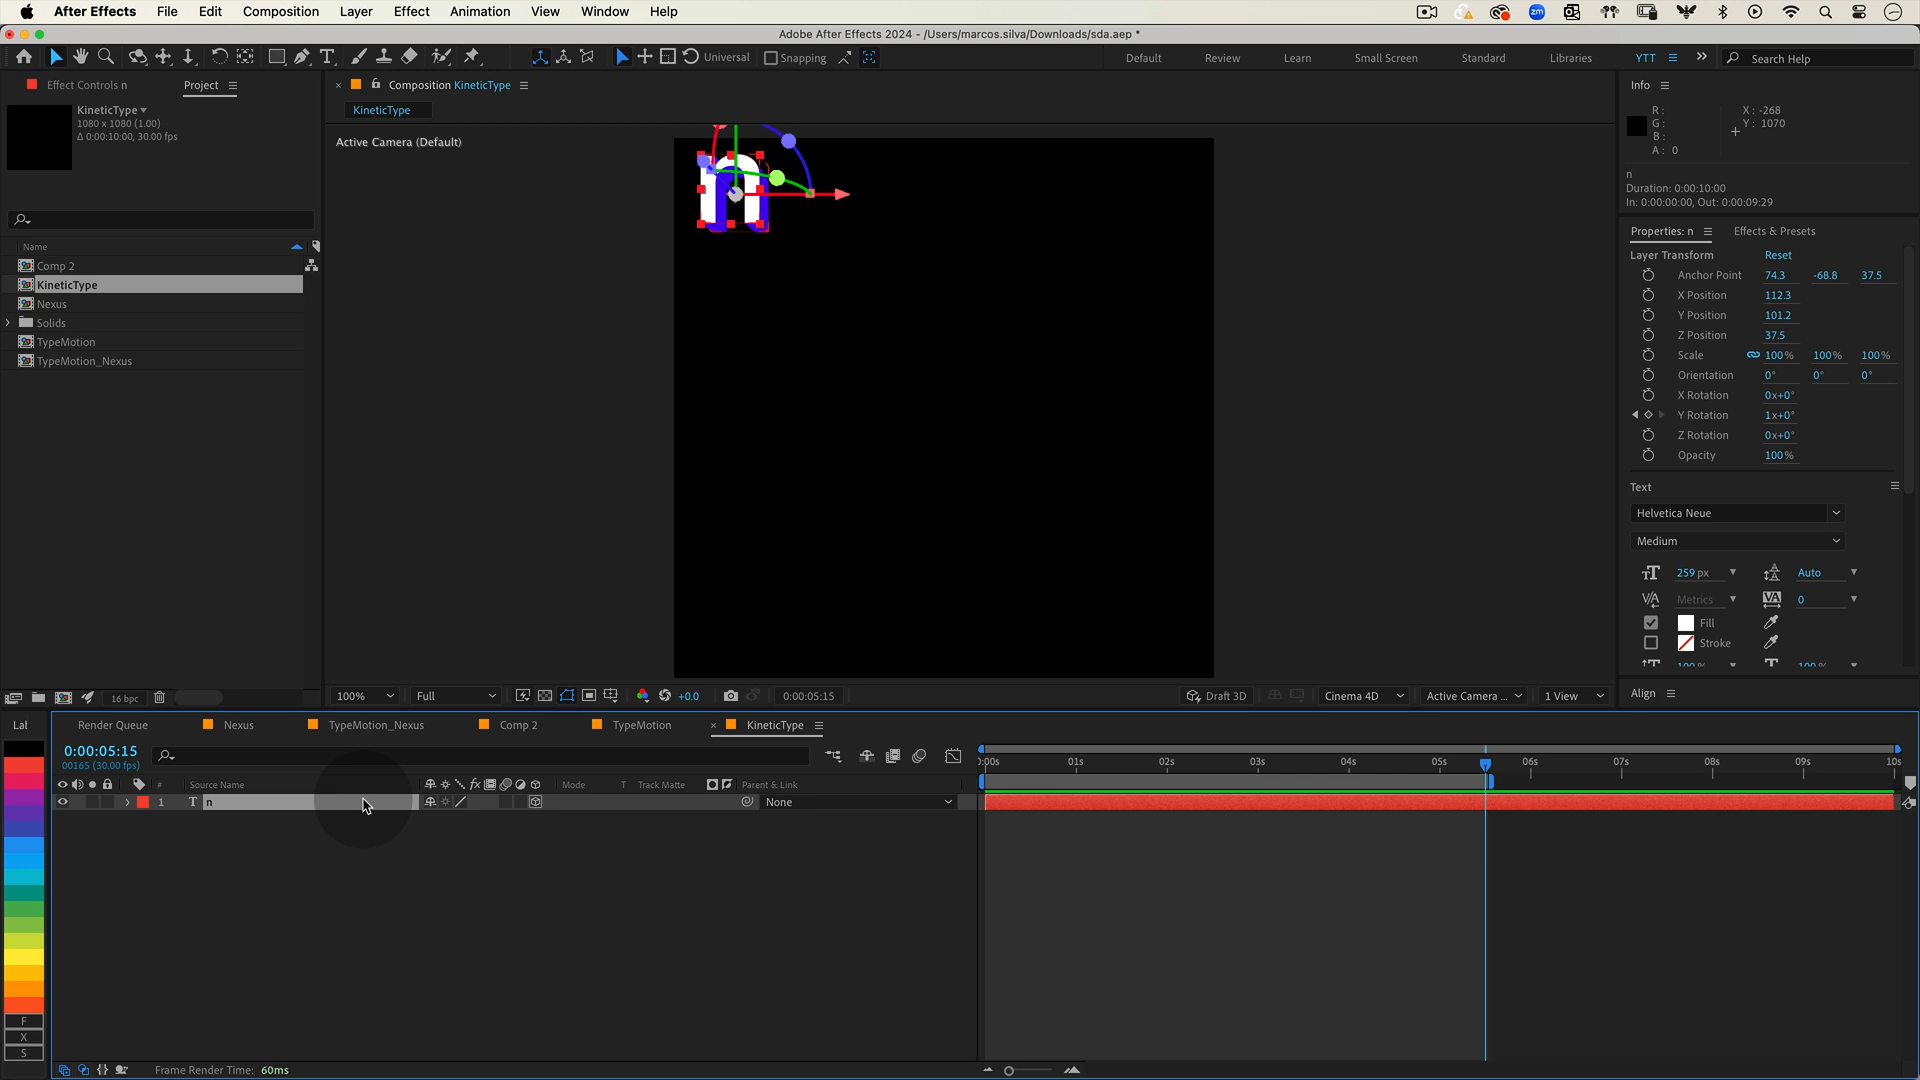 After Effects File Edit Composition Layer Effect Animation View Window Help
Adobe After Effects 2024 - /Users/marcos.silva/Downloads/sda.aep *
Universal Snapping Default Review Learn Small Screen Standard Libraries YTT Search Help
Effect Controls n Project
KineticType
1080 x 1080 (1.00)
Δ 0:00:10:00, 30.00 fps
Name
Comp 2
KineticType
Nexus
Solids
TypeMotion
TypeMotion_Nexus
16 bpc
Composition KineticType
KineticType
Active Camera (Default)
n
100% Full +0.0 0:00:05:15 Draft 3D Cinema 4D Active Camera ... 1 View
Info
R: X: -268
G: Y: 1070
B:
A: 0
n
Duration: 0:00:10:00
In: 0:00:00:00, Out: 0:00:09:29
Properties: n Effects & Presets
Layer Transform Reset
Anchor Point 74.3 -68.8 37.5
X Position 112.3
Y Position 101.2
Z Position 37.5
Scale 100% 100% 100%
Orientation 0° 0° 0°
X Rotation 0x+0°
Y Rotation 1x+0°
Z Rotation 0x+0°
Opacity 100%
Text
Helvetica Neue
Medium
259 px Auto
Metrics 0
Fill
Stroke
100% 100%
Align
Lal Render Queue Nexus TypeMotion_Nexus Comp 2 TypeMotion KineticType
0:00:05:15
00165 (30.00 fps)
# Source Name Mode T Track Matte Parent & Link
1 T n None
):00s 01s 02s 03s 04s 05s 06s 07s 08s 09s 10s
F
X
S
Frame Render Time: 60ms